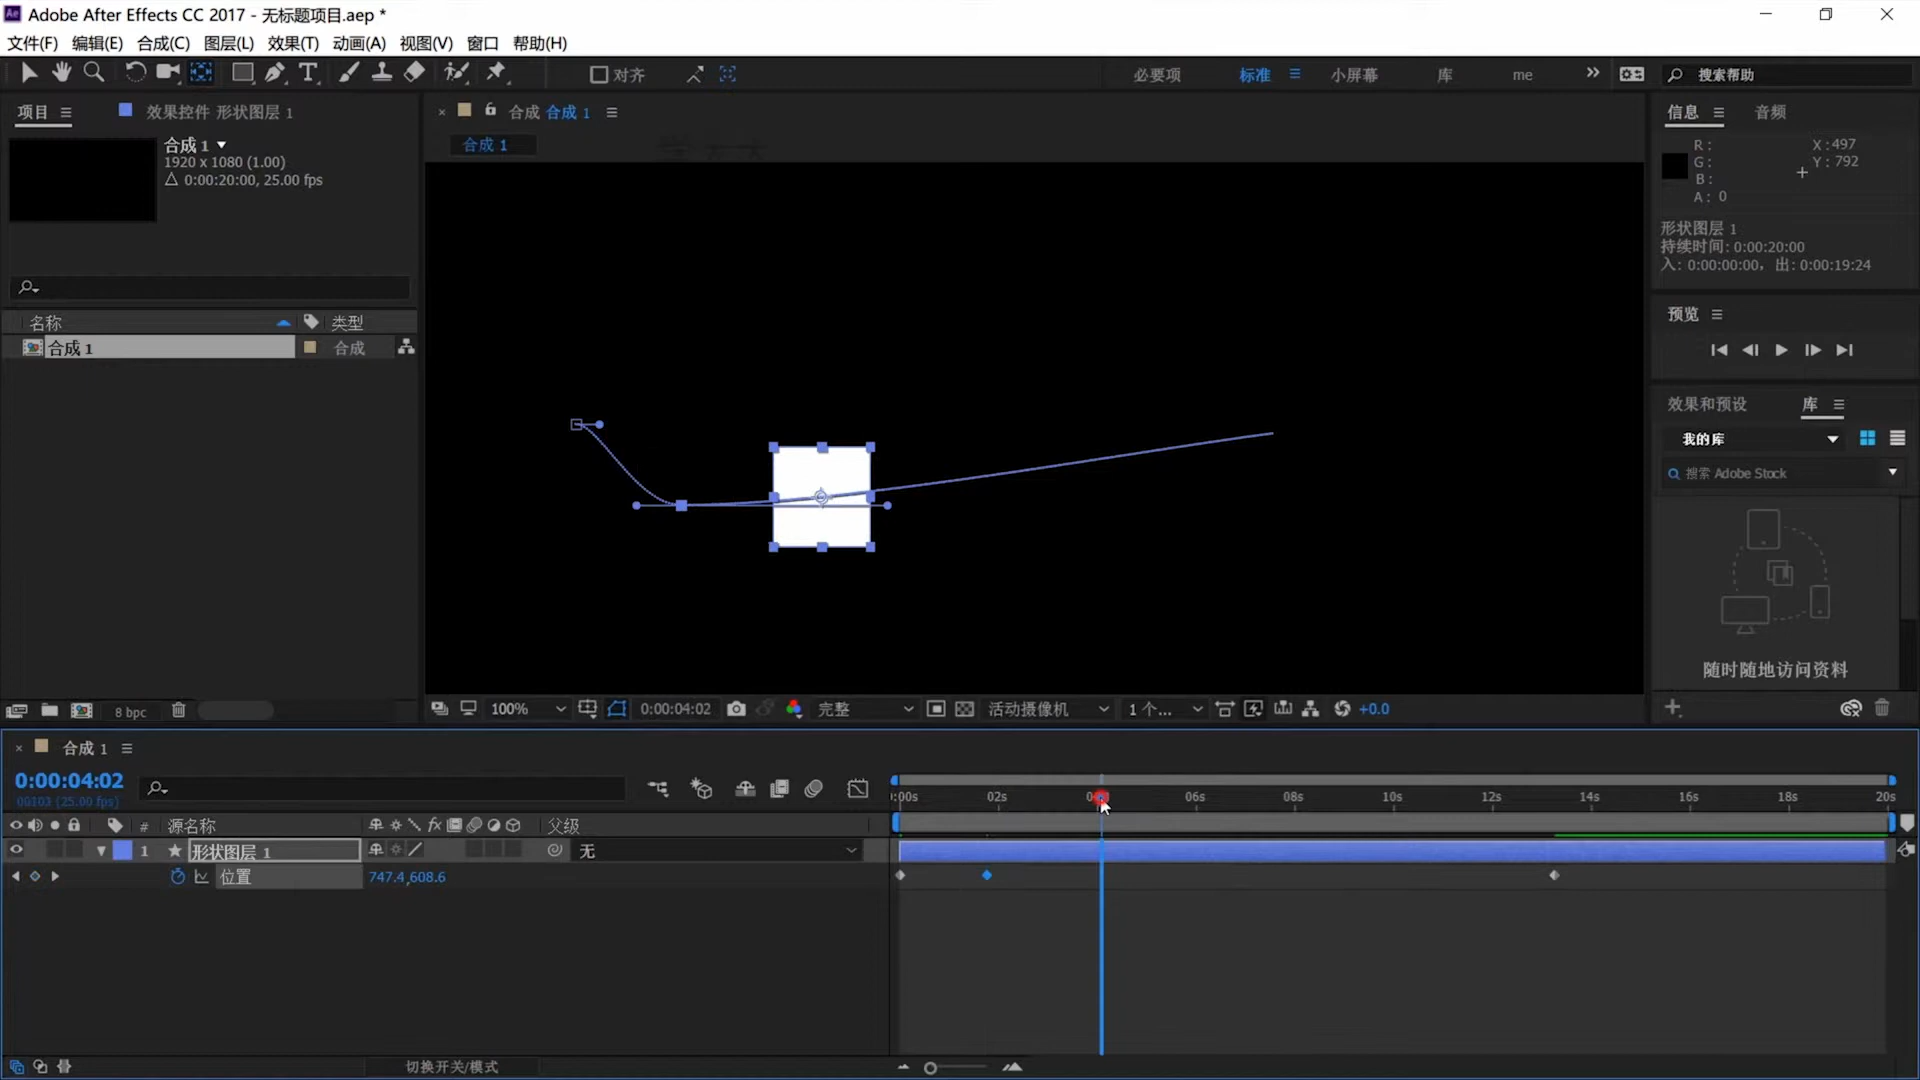 Adobe After Effects CC 2017 - 无标题项目.aep *
文件(F) 编辑(E) 合成(C) 图层(L) 效果(T) 动画(A) 视图(V) 窗口 帮助(H)
对齐 必要项 标准 小屏幕 库 me 搜索帮助
项目 效果控件 形状图层 1
合成 1
1920 x 1080 (1.00)
Δ 0:00:20:00, 25.00 fps
名称 类型
合成 1 合成
8 bpc
合成 合成 1
合成 1
100% 0:00:04:02 完整 活动摄像机 1 个... +0.0
信息 音频
R : X : 497
G : Y : 792
B :
A : 0
形状图层 1
持续时间: 0:00:20:00
入: 0:00:00:00, 出: 0:00:19:24
预览
效果和预设 库
我的库
搜索 Adobe Stock
随时随地访问资料
合成 1
0:00:04:02
00103 (25.00 fps)
:00s 02s 06s 08s 10s 12s 14s 16s 18s 20s
# 源名称 fx 父级
1 形状图层 1 无
位置 747.4,608.6
切换开关/模式